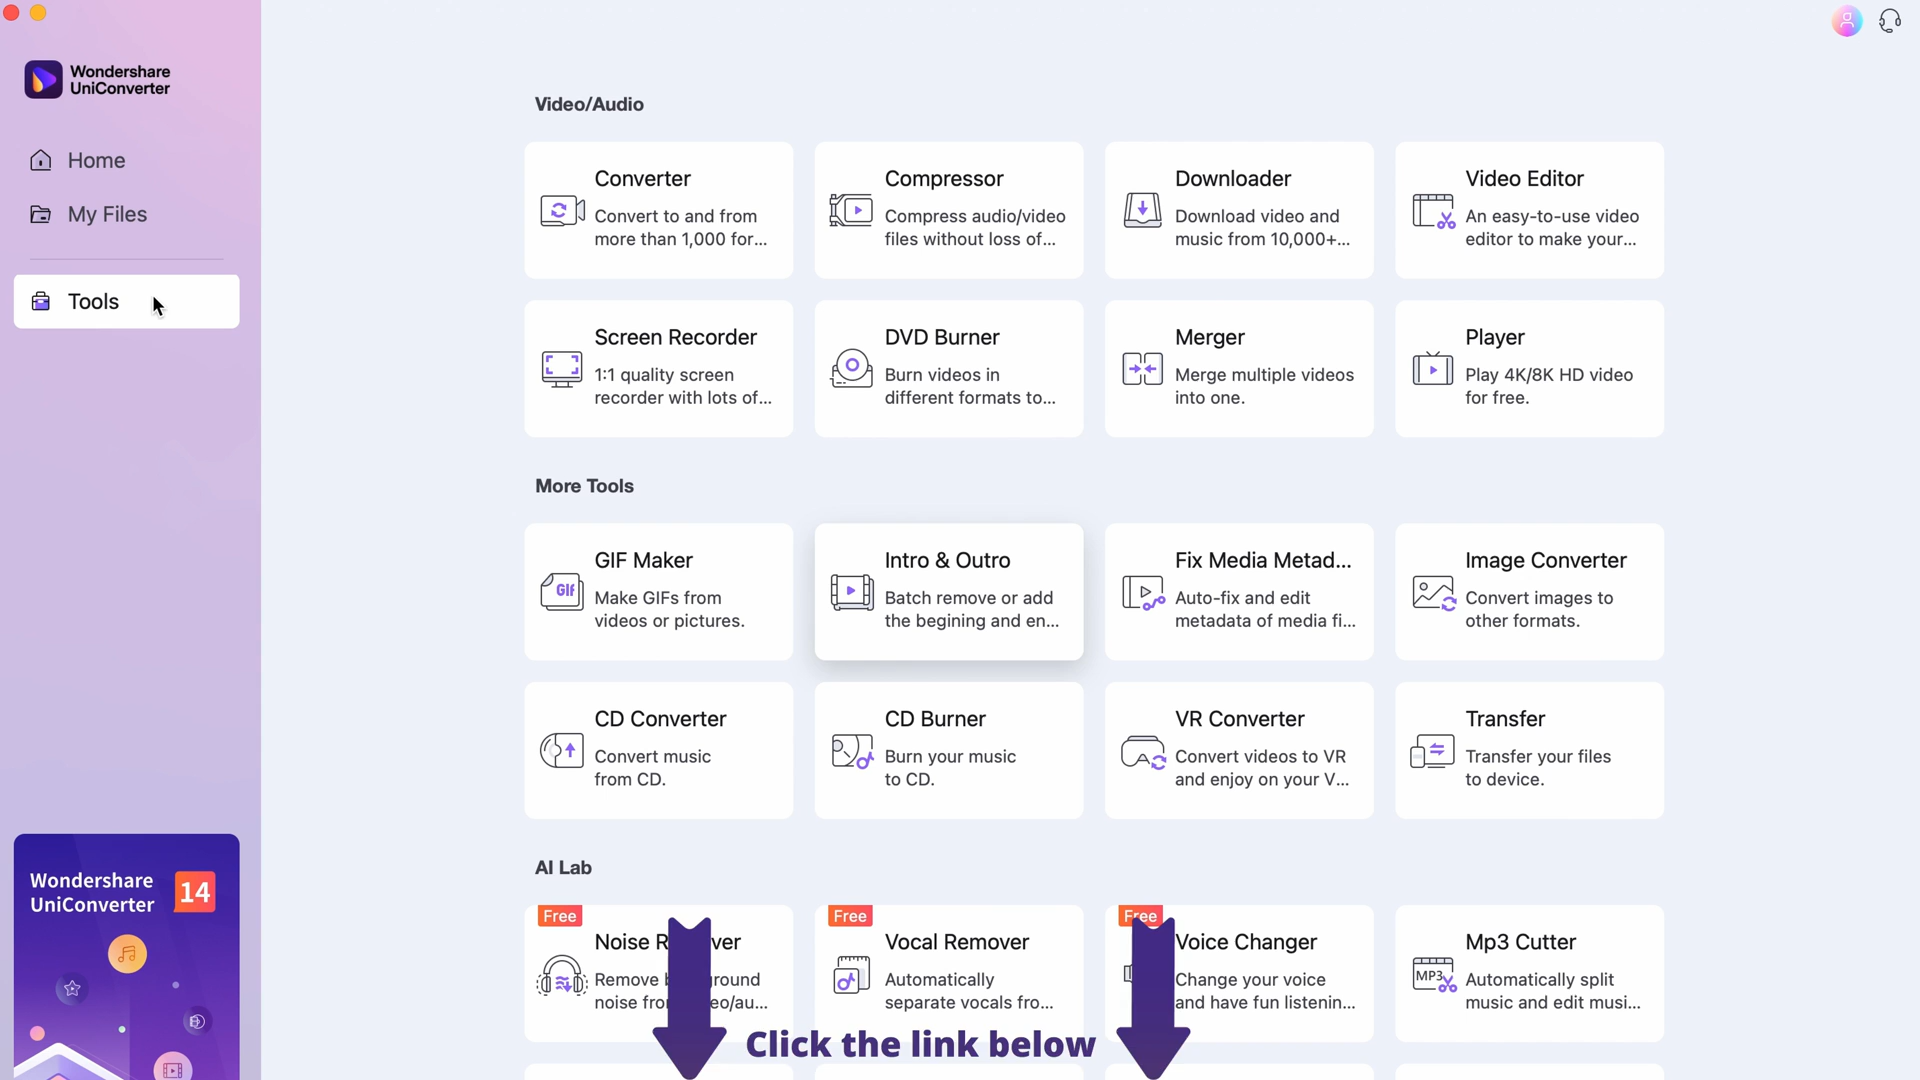 Wondershare
UniConverter
Home
My Files
Tools
Wondershare
UniConverter
14
Video/Audio
Converter
Convert to and from
more than 1,000 for...
Compressor
Compress audio/video
files without loss of...
Downloader
Download video and
music from 10,000+...
Video Editor
An easy-to-use video
editor to make your...
Screen Recorder
1:1 quality screen
recorder with lots of...
DVD Burner
Burn videos in
different formats to...
Merger
Merge multiple videos
into one.
Player
Play 4K/8K HD video
for free.
More Tools
GIF Maker
GIF
Make GIFs from
videos or pictures.
Intro & Outro
Batch remove or add
the begining and en...
Fix Media Metad...
Auto-fix and edit
metadata of media fi...
Image Converter
Convert images to
other formats.
CD Converter
Convert music
from CD.
CD Burner
Burn your music
to CD.
VR Converter
Convert videos to VR
and enjoy on your V...
Transfer
Transfer your files
to device.
AI Lab
Free
Noise R ver
Remove b ground
noise fro eo/au...
Free
Vocal Remover
Automatically
separate vocals fro...
Free
Voice Changer
Change your voice
and have fun listenin...
Mp3 Cutter
MP3
Automatically split
music and edit musi...
Click the link below